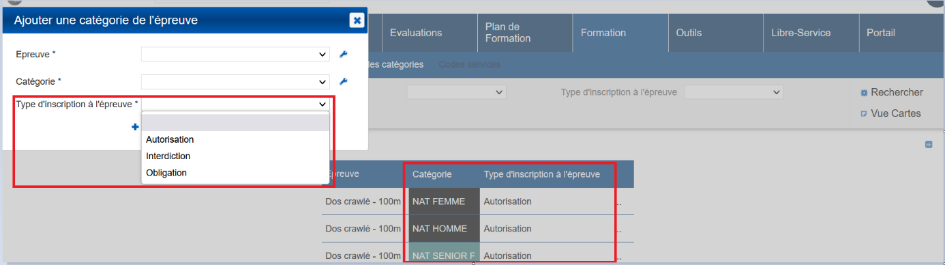 Ajouter une catégorie de l'épreuve
Evaluations
Plan de Formation
Formation
Outils
Libre-Service
Portail
Epreuve *
Catégorie *
Type d'inscription à l'épreuve *
Autorisation
Interdiction
Obligation
les catégories
Codes services
Type d'inscription à l'épreuve
Rechercher
Vue Cartes
Epreuve Catégorie Type d'inscription à l'épreuve
Dos crawlé - 100m NAT FEMME Autorisation ...
Dos crawlé - 100m NAT HOMME Autorisation ...
Dos crawlé - 100m NAT SENIOR F Autorisation ...